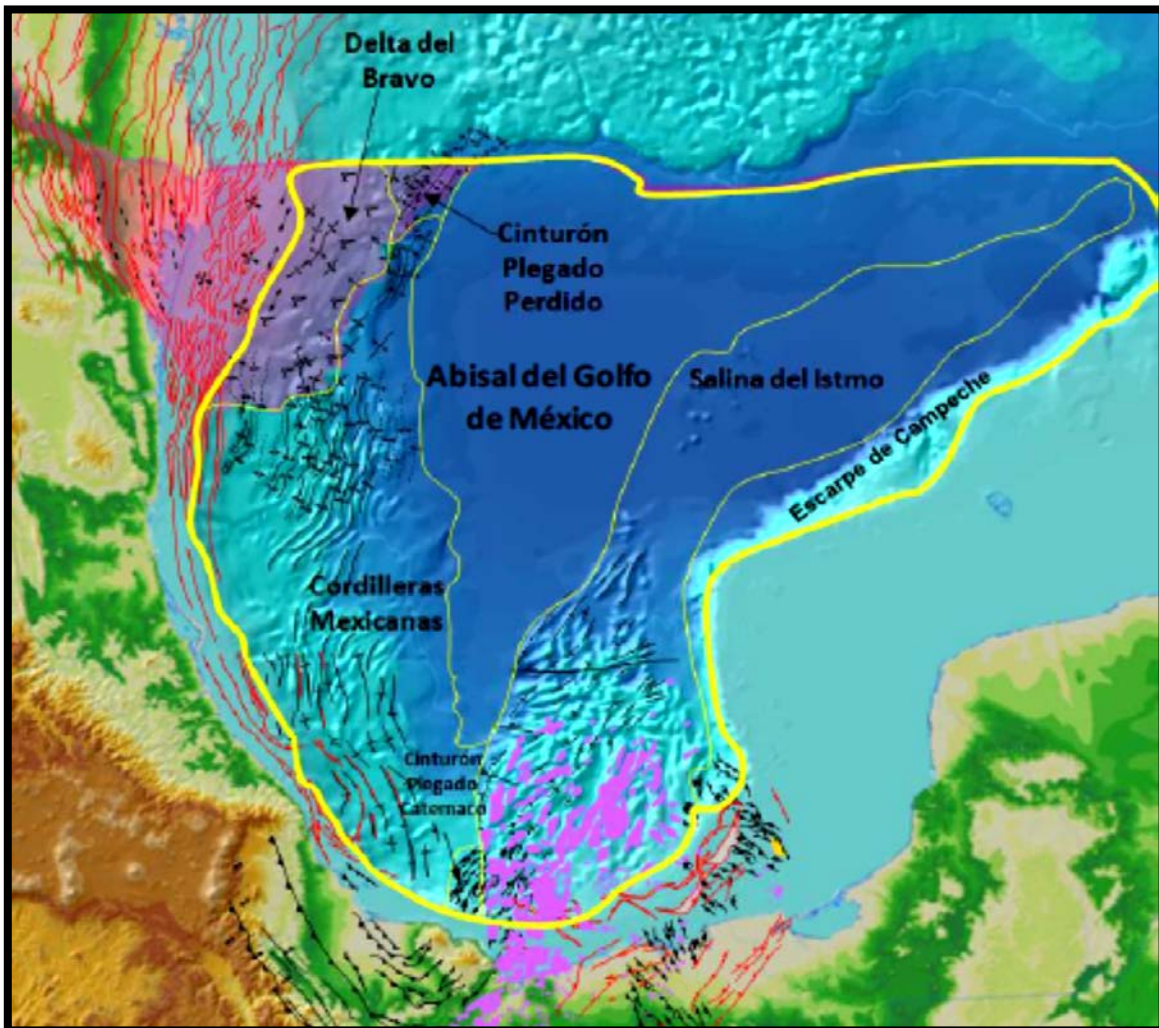 Delta del
Bravo
Cinturón
Plegado
Perdido
Abisal del Golfo
de México
Salina del Istmo
Escarpe de Campeche
Cordilleras
Mexicanas
Cinturón
Plegado
Catemaco